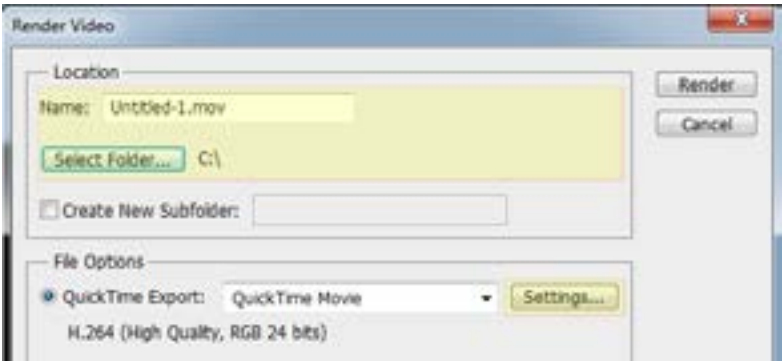 Render Video
Location
Render
Name: Untitled-1.mov
Cancel
Select Folder... C:\
Create New Subfolder:
File Options
QuickTime Export: QuickTime Movie Settings...
H.264 (High Quality, RGB 24 bits)